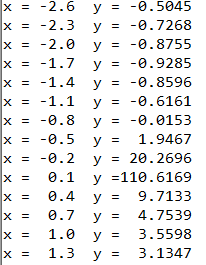 x = -2.6 y = -0.5045
x = -2.3 y = -0.7268
x = -2.0 y = -0.8755
x = -1.7 y = -0.9285
x = -1.4 y = -0.8596
x = -1.1 y = -0.6161
x = -0.8 y = -0.0153
x = -0.5 y = 1.9467
x = -0.2 y = 20.2696
x = 0.1 y =110.6169
x = 0.4 y = 9.7133
x = 0.7 y = 4.7539
x = 1.0 y = 3.5598
x = 1.3 y = 3.1347